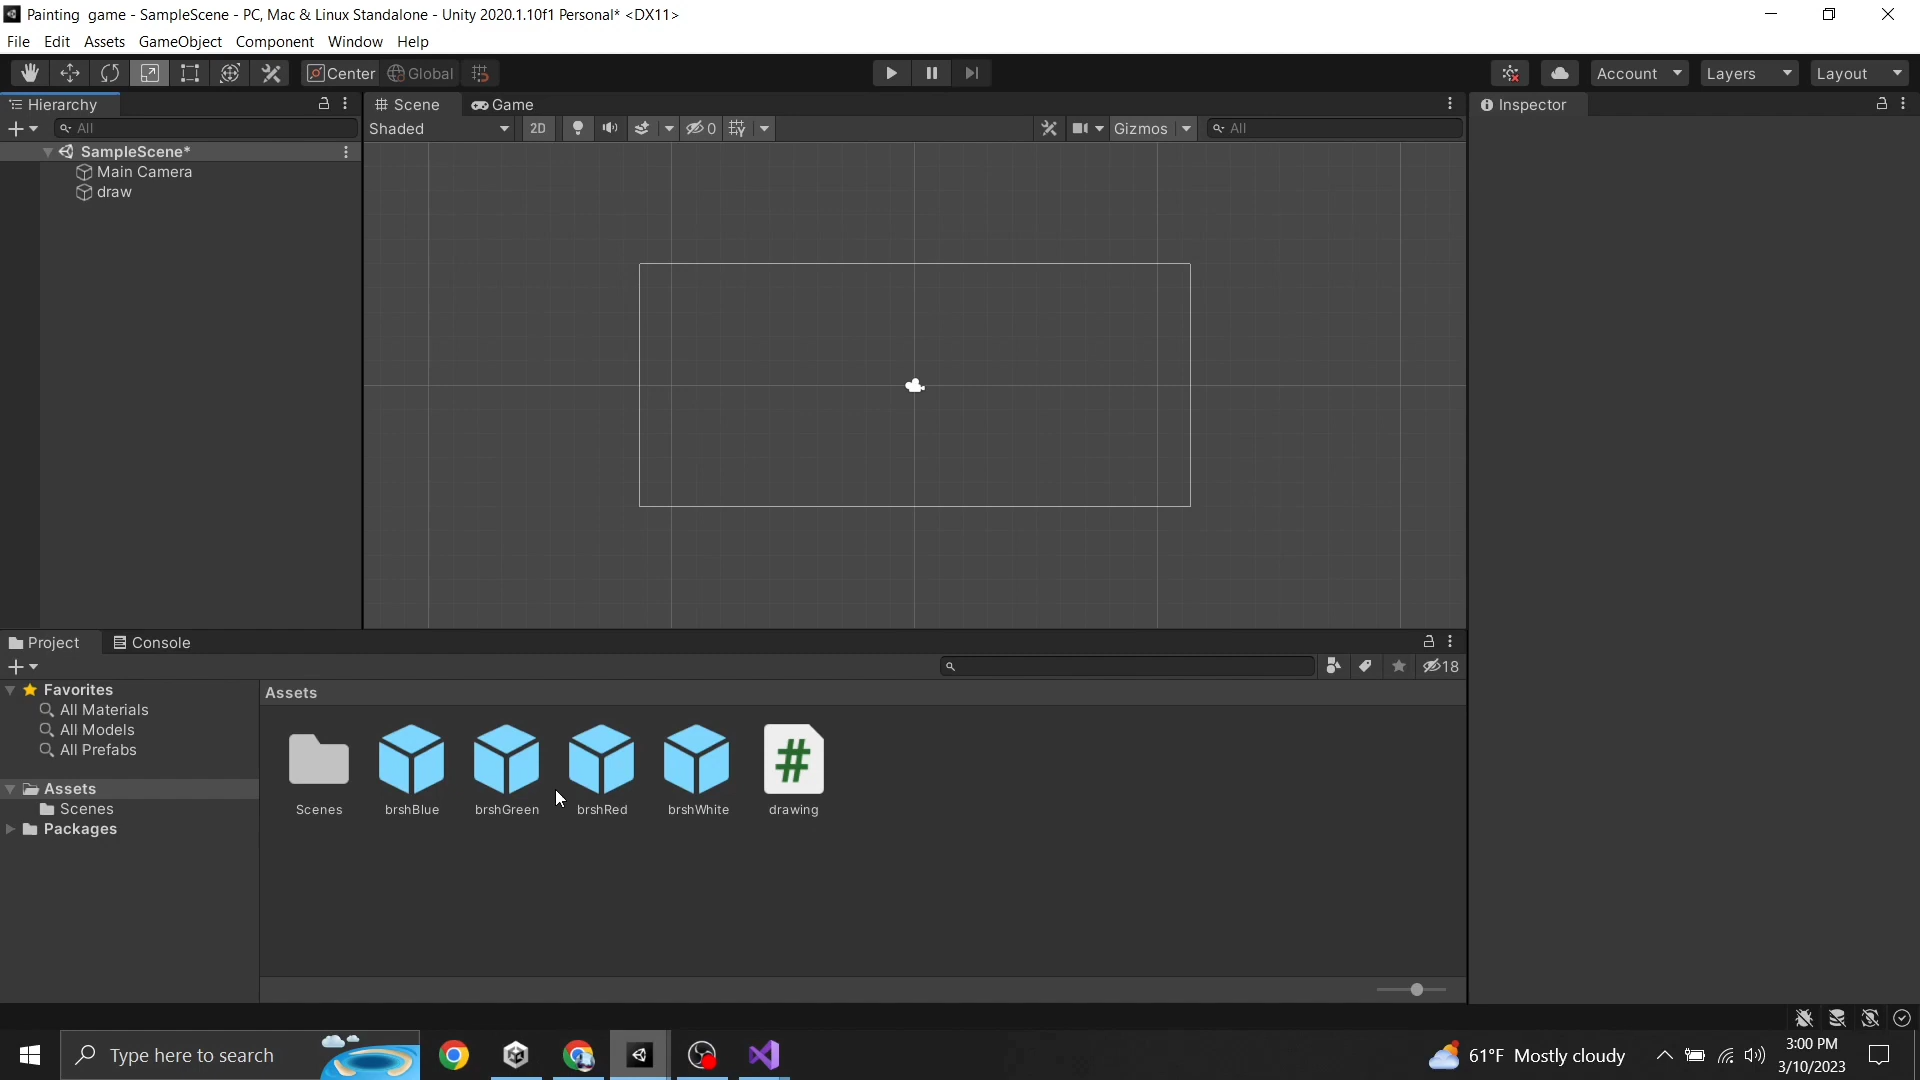 Painting  game - SampleScene - PC, Mac & Linux Standalone - Unity 2020.1.10f1 Personal* <DX11>
File Edit Assets GameObject Component Window Help
Center Global Account Layers Layout
Hierarchy
All
SampleScene*
Main Camera
draw
Scene Game
Shaded 2D 0 Gizmos All
Inspector
Project Console
18
Favorites
All Materials
All Models
All Prefabs
Assets
Scenes
Packages
Assets
Scenes brshBlue brshGreen brshRed brshWhite # drawing
Type here to search
61°F Mostly cloudy
3:00 PM
3/10/2023